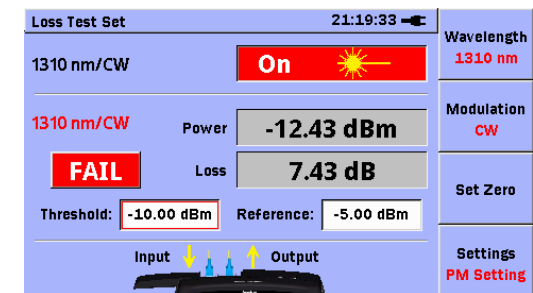 Loss Test Set 21:19:33
1310 nm/CW On
1310 nm/CW Power -12.43 dBm
FAIL Loss 7.43 dB
Threshold: -10.00 dBm Reference: -5.00 dBm
Input Output
Wavelength
1310 nm
Modulation
CW
Set Zero
Settings
PM Setting